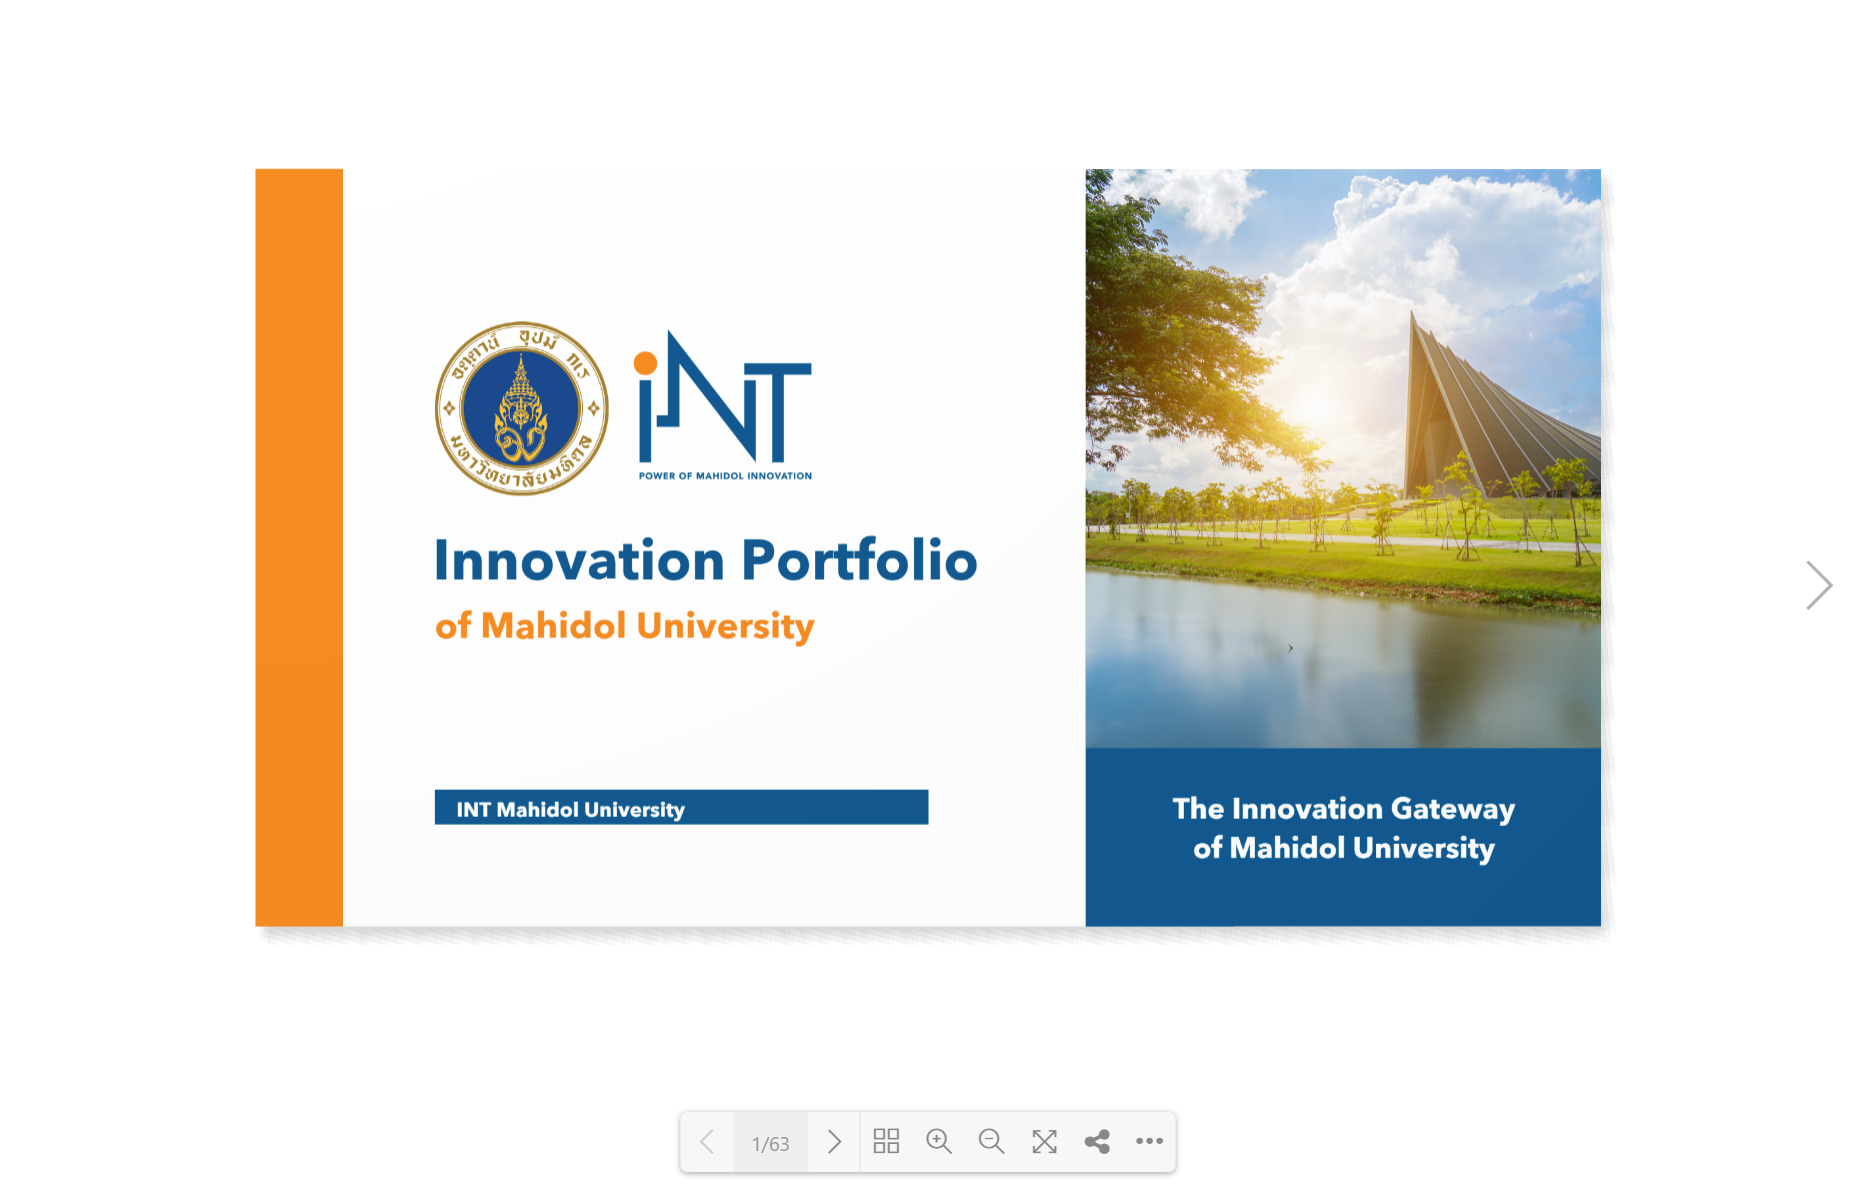 อตฺตานํ อุปมํ กเร
มหาวิทยาลัยมหิดล
iNT
POWER OF MAHIDOL INNOVATION
Innovation Portfolio
of Mahidol University
INT Mahidol University
The Innovation Gateway
of Mahidol University
1/63